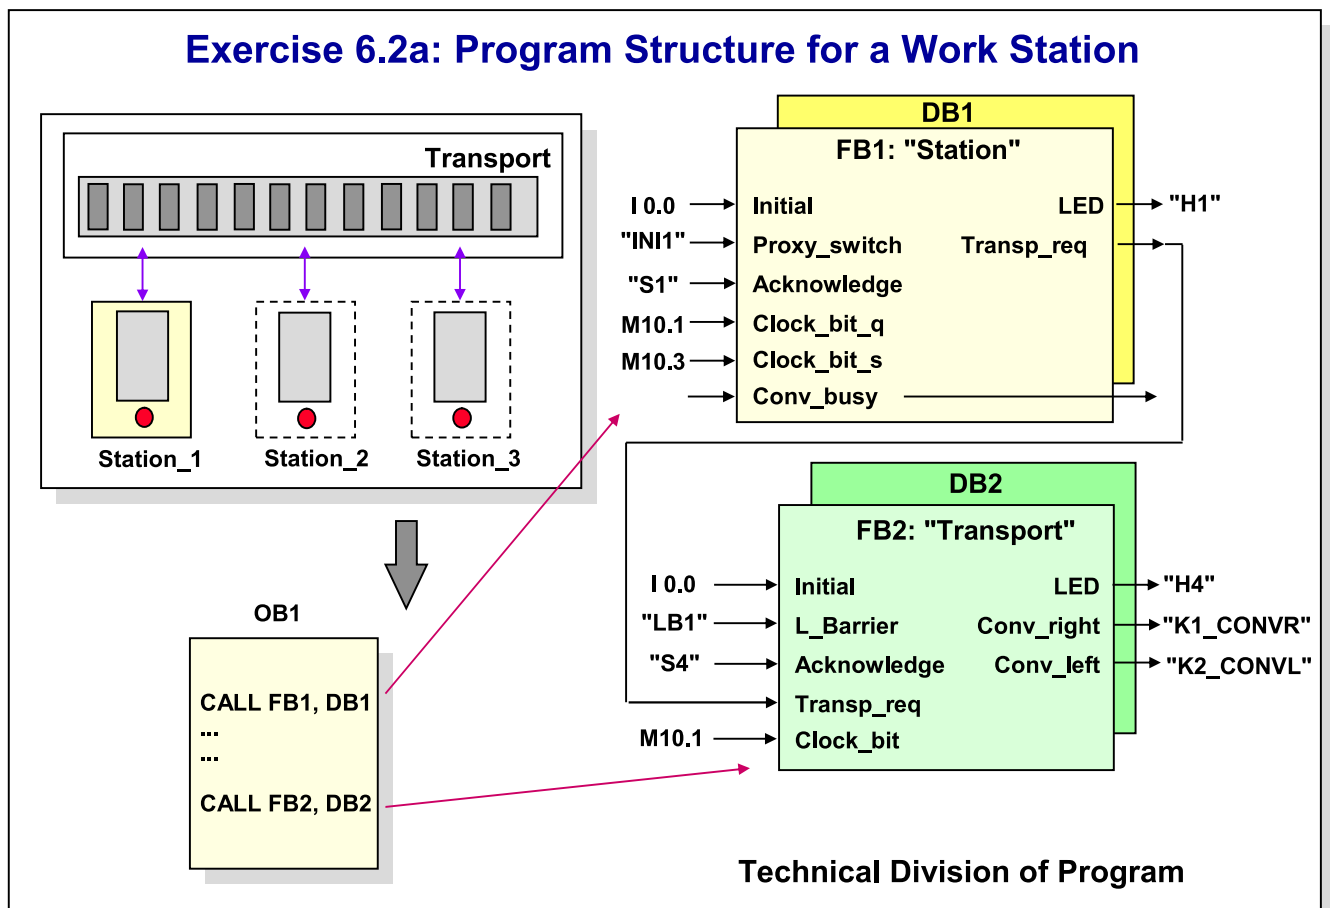 Exercise 6.2a: Program Structure for a Work Station
Transport
Station_1
Station_2
Station_3
OB1
CALL FB1, DB1
...
...
CALL FB2, DB2
DB1
FB1: "Station"
I 0.0
Initial
LED
"H1"
"INI1"
Proxy_switch
Transp_req
"S1"
Acknowledge
M10.1
Clock_bit_q
M10.3
Clock_bit_s
Conv_busy
DB2
FB2: "Transport"
I 0.0
Initial
LED
"H4"
"LB1"
L_Barrier
Conv_right
"K1_CONVR"
"S4"
Acknowledge
Conv_left
"K2_CONVL"
Transp_req
M10.1
Clock_bit
Technical Division of Program